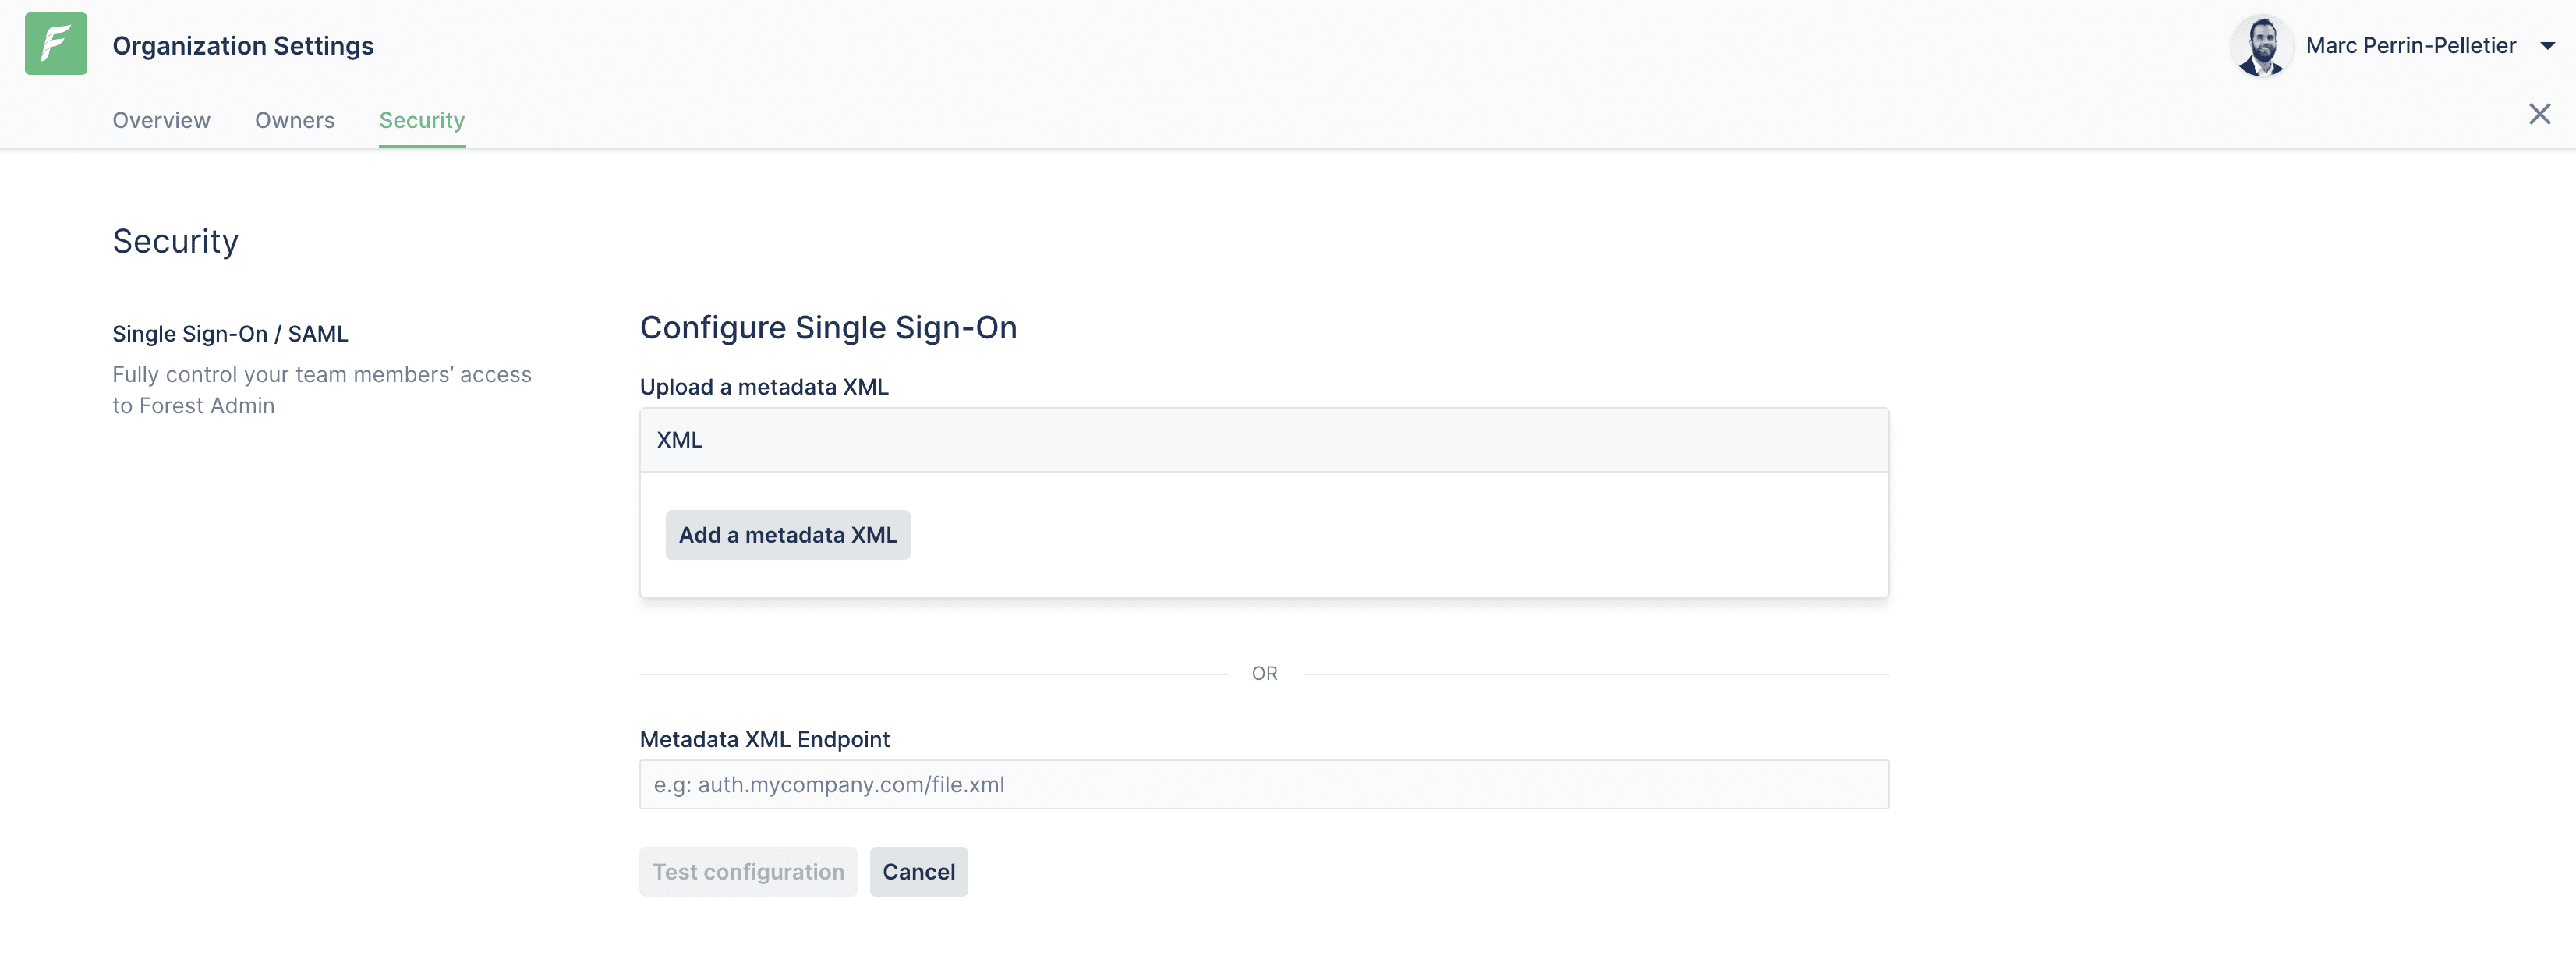 Organization Settings
Marc Perrin-Pelletier
Overview
Owners
Security
Security
Single Sign-On / SAML
Fully control your team members’ access
to Forest Admin
Configure Single Sign-On
Upload a metadata XML
XML
Add a metadata XML
OR
Metadata XML Endpoint
e.g: auth.mycompany.com/file.xml
Test configuration
Cancel